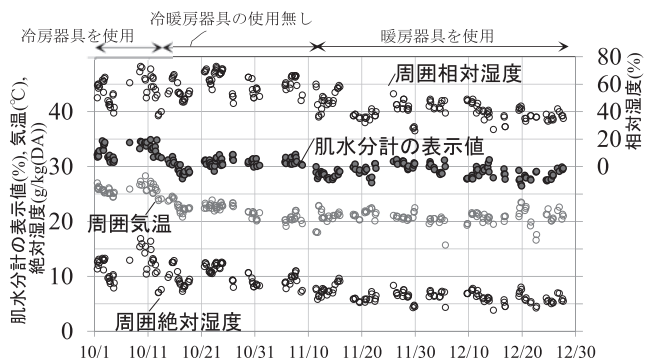 冷房器具を使用
冷暖房器具の使用無し
暖房器具を使用
肌水分計の表示値(%), 気温(℃),
絶対湿度(g/kg(DA))
40
30
20
10
0
80
60
40
20
0
相対湿度(%)
周囲相対湿度
肌水分計の表示値
周囲気温
周囲絶対湿度
10/1 10/11 10/21 10/31 11/10 11/20 11/30 12/10 12/20 12/30